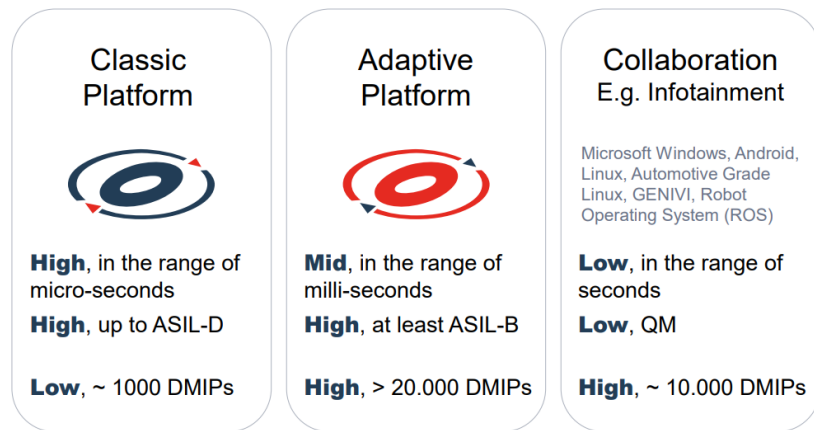 Classic
Platform
High, in the range of
micro-seconds
High, up to ASIL-D
Low, ~ 1000 DMIPs
Adaptive
Platform
Mid, in the range of
milli-seconds
High, at least ASIL-B
High, > 20.000 DMIPs
Collaboration
E.g. Infotainment
Microsoft Windows, Android,
Linux, Automotive Grade
Linux, GENIVI, Robot
Operating System (ROS)
Low, in the range of
seconds
Low, QM
High, ~ 10.000 DMIPs